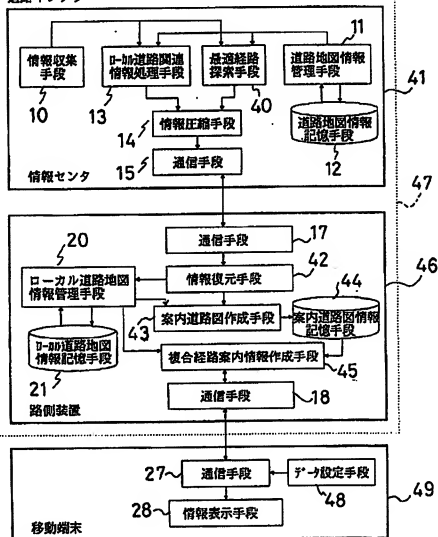 11
情報収集
手段
ローカル道路関連
情報処理手段
最適経路
探索手段
道路地図情報
管理手段
10
13
40
41
14
情報圧縮手段
道路地図情報
記憶手段
12
15
通信手段
情報センタ
47
20
通信手段
17
46
ローカル道路地図
情報管理手段
情報復元手段
42
44
43
案内道路図作成手段
案内道路図情報
記憶手段
ローカル道路地図
情報記憶手段
21
複合経路案内情報作成手段
45
通信手段
18
路側装置
27
通信手段
データ設定手段
48
49
28
情報表示手段
移動端末